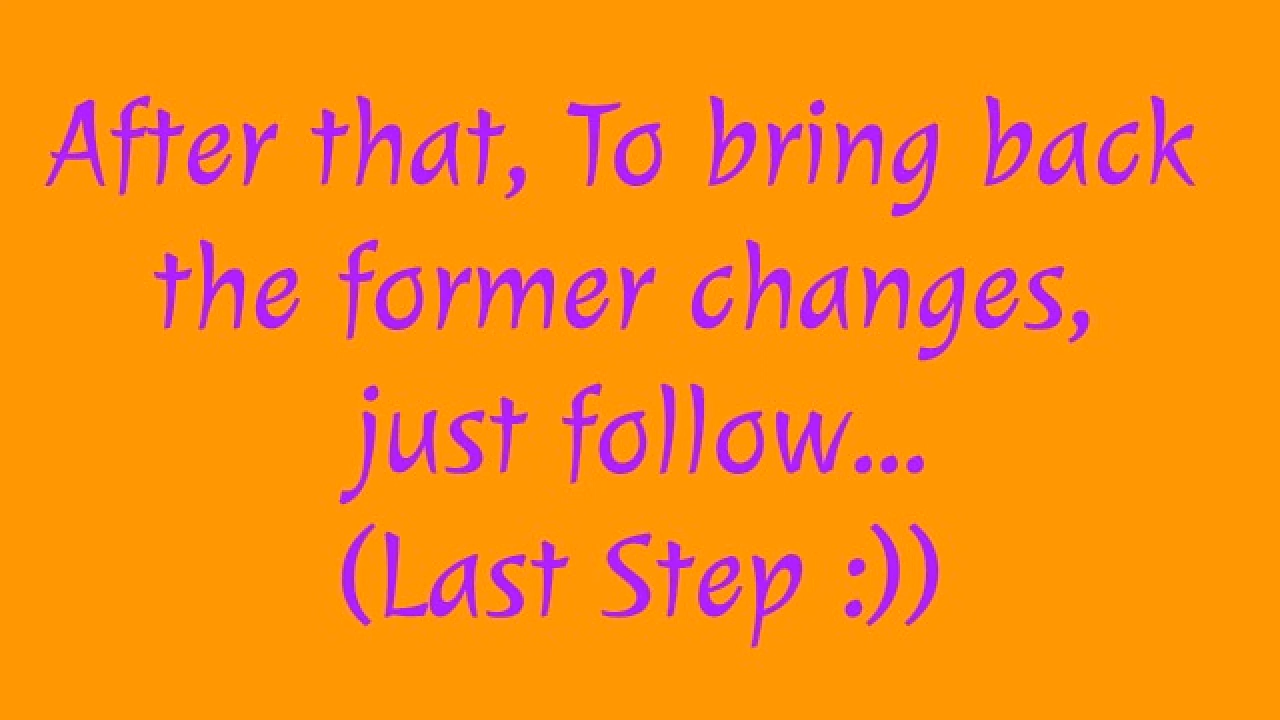 After that, To bring back
the former changes,
just follow...
(Last Step :))